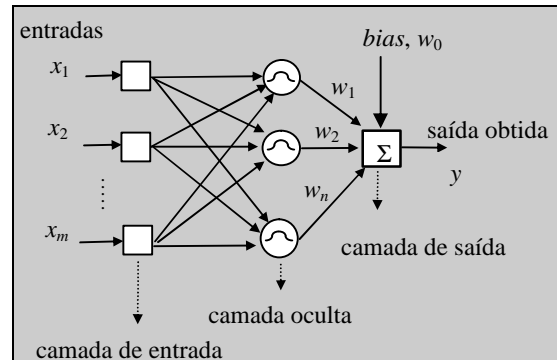 entradas
bias, w0
x1
w1
x2
w2
saída obtida
Σ
y
wn
xm
camada de saída
camada oculta
camada de entrada